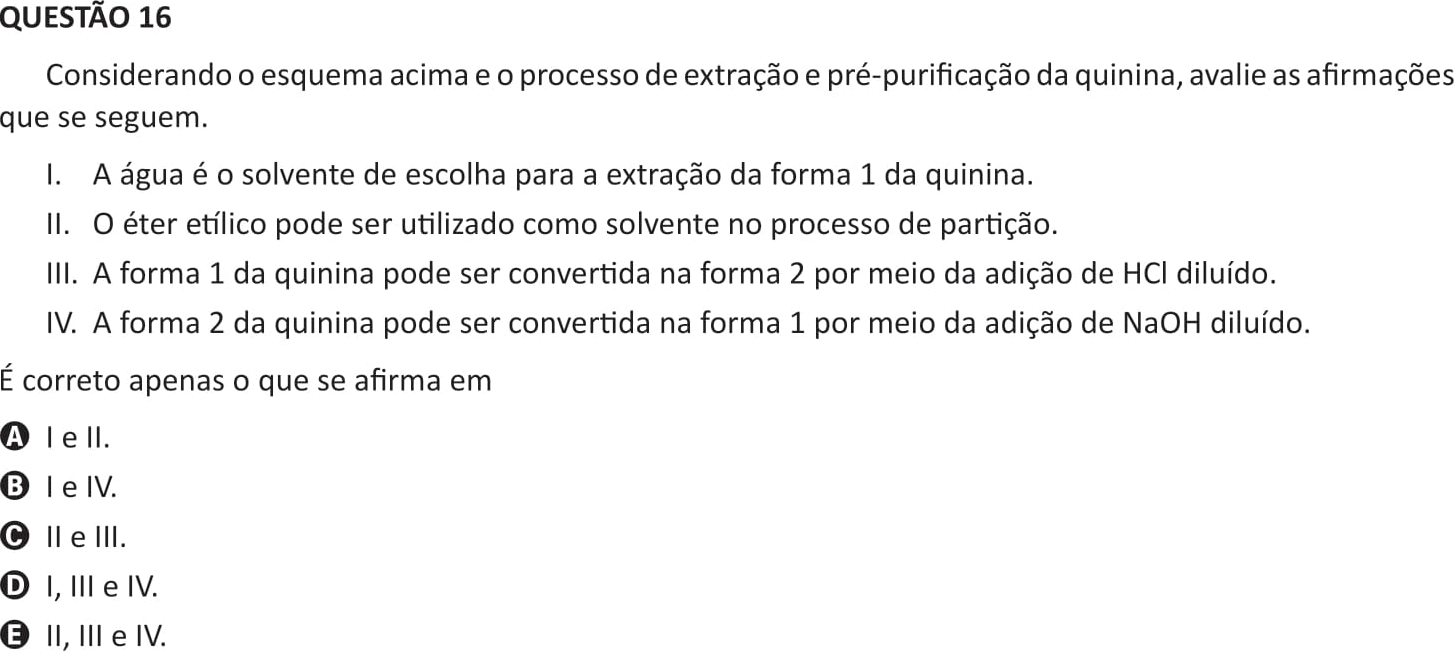 QUESTÃO 16
Considerando o esquema acima e o processo de extração e pré-purificação da quinina, avalie as afirmações
que se seguem.
I. A água é o solvente de escolha para a extração da forma 1 da quinina.
II. O éter etílico pode ser utilizado como solvente no processo de partição.
III. A forma 1 da quinina pode ser convertida na forma 2 por meio da adição de HCl diluído.
IV. A forma 2 da quinina pode ser convertida na forma 1 por meio da adição de NaOH diluído.
É correto apenas o que se afirma em
A I e II.
B I e IV.
C II e III.
D I, III e IV.
E II, III e IV.